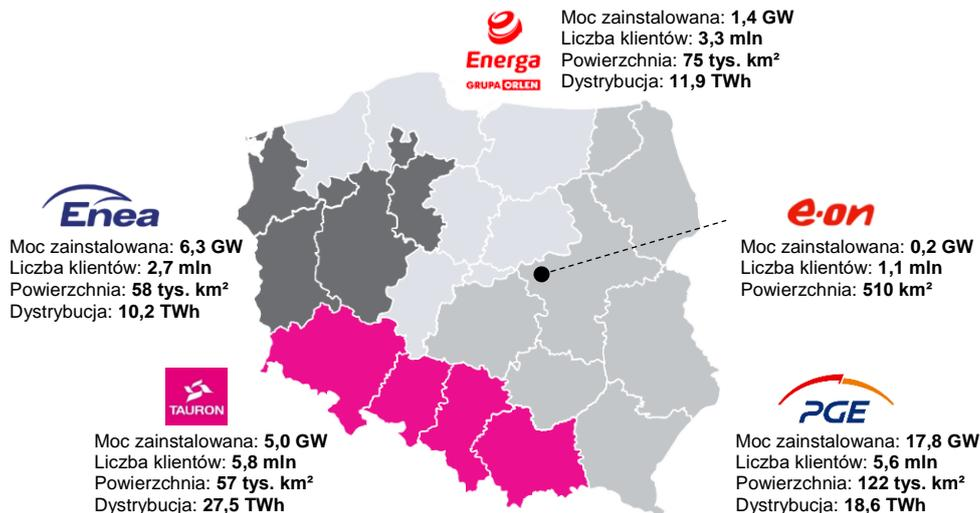 Energa
GRUPA ORLEN
Moc zainstalowana: 1,4 GW
Liczba klientów: 3,3 mln
Powierzchnia: 75 tys. km²
Dystrybucja: 11,9 TWh
Enea
Moc zainstalowana: 6,3 GW
Liczba klientów: 2,7 mln
Powierzchnia: 58 tys. km²
Dystrybucja: 10,2 TWh
e·on
Moc zainstalowana: 0,2 GW
Liczba klientów: 1,1 mln
Powierzchnia: 510 km²
TAURON
Moc zainstalowana: 5,0 GW
Liczba klientów: 5,8 mln
Powierzchnia: 57 tys. km²
Dystrybucja: 27,5 TWh
PGE
Moc zainstalowana: 17,8 GW
Liczba klientów: 5,6 mln
Powierzchnia: 122 tys. km²
Dystrybucja: 18,6 TWh